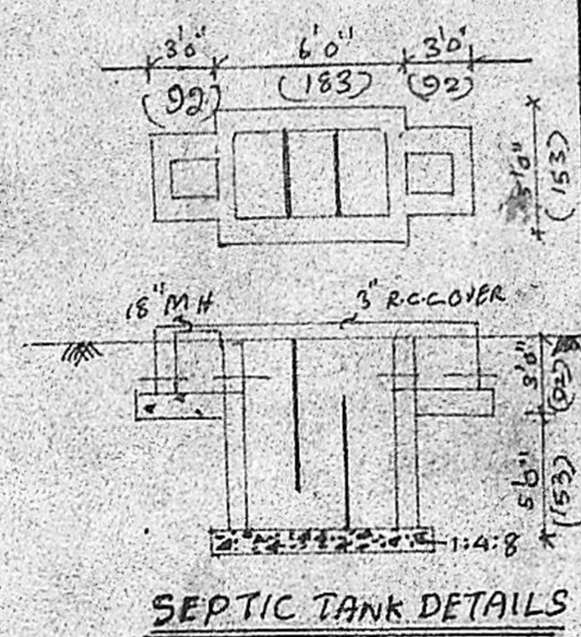 3'0" 6'0" 3'0"
(92) (183) (92)
5'0"
(153)
18" M H 3" R.C.COVER
3'0"
(92)
5'0"
(153)
1:4:8
SEPTIC TANK DETAILS